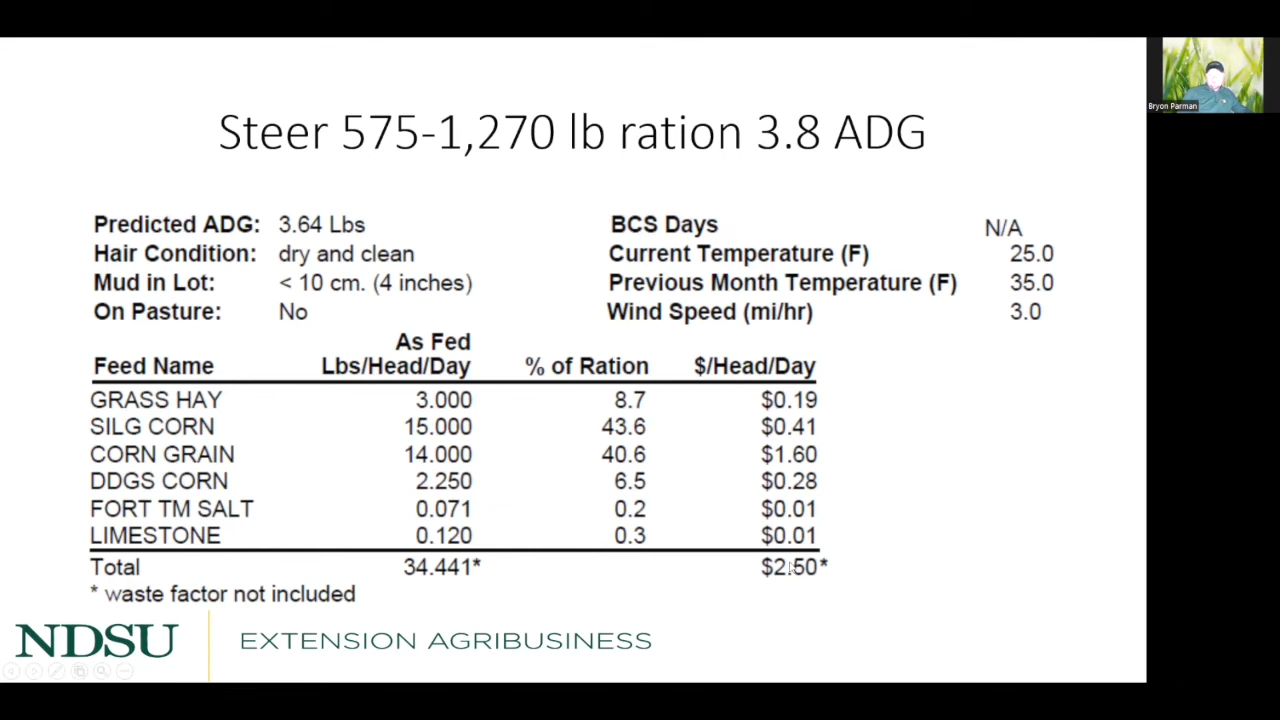 Bryon Parman
Steer 575-1,270 lb ration 3.8 ADG
Predicted ADG: 3.64 Lbs BCS Days N/A
Hair Condition: dry and clean Current Temperature (F) 25.0
Mud in Lot: < 10 cm. (4 inches) Previous Month Temperature (F) 35.0
On Pasture: No Wind Speed (mi/hr) 3.0
As Fed
Feed Name Lbs/Head/Day % of Ration $/Head/Day
GRASS HAY 3.000 8.7 $0.19
SILG CORN 15.000 43.6 $0.41
CORN GRAIN 14.000 40.6 $1.60
DDGS CORN 2.250 6.5 $0.28
FORT TM SALT 0.071 0.2 $0.01
LIMESTONE 0.120 0.3 $0.01
Total 34.441* $2.50*
* waste factor not included
NDSU EXTENSION AGRIBUSINESS